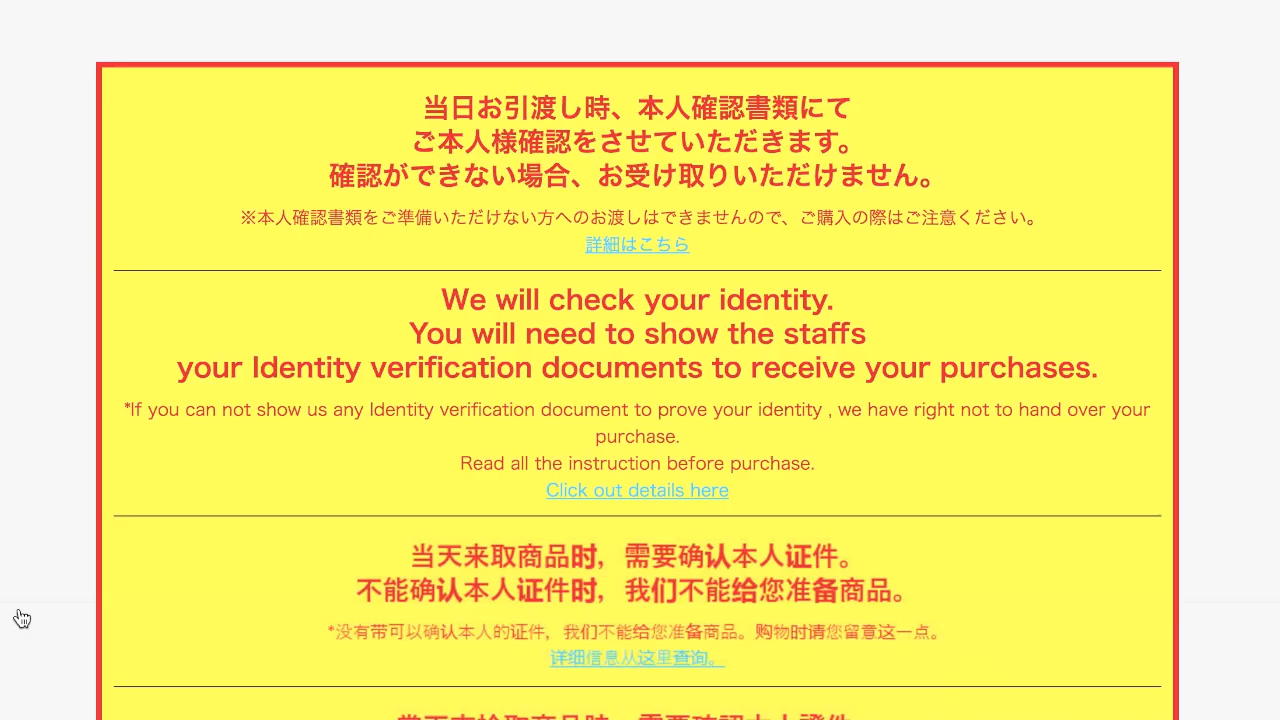 当日お引渡し時、本人確認書類にて
ご本人様確認をさせていただきます。
確認ができない場合、お受け取りいただけません。
※本人確認書類をご準備いただけない方へのお渡しはできませんので、ご購入の際はご注意ください。
詳細はこちら
We will check your identity.
You will need to show the staffs
your Identity verification documents to receive your purchases.
*If you can not show us any Identity verification document to prove your identity , we have right not to hand over your
purchase.
Read all the instruction before purchase.
Click out details here
当天来取商品时，需要确认本人证件。
不能确认本人证件时，我们不能给您准备商品。
*没有带可以确认本人的证件，我们不能给您准备商品。购物时请您留意这一点。
详细信息从这里查询。